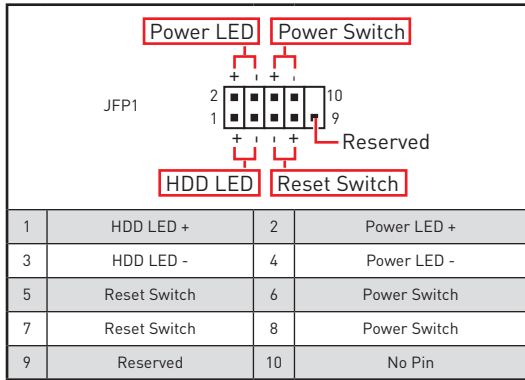 Power LED Power Switch
+ - + -
JFP1
2 10
1 9
+ - - +
Reserved
HDD LED Reset Switch
1 HDD LED + 2 Power LED +
3 HDD LED - 4 Power LED -
5 Reset Switch 6 Power Switch
7 Reset Switch 8 Power Switch
9 Reserved 10 No Pin